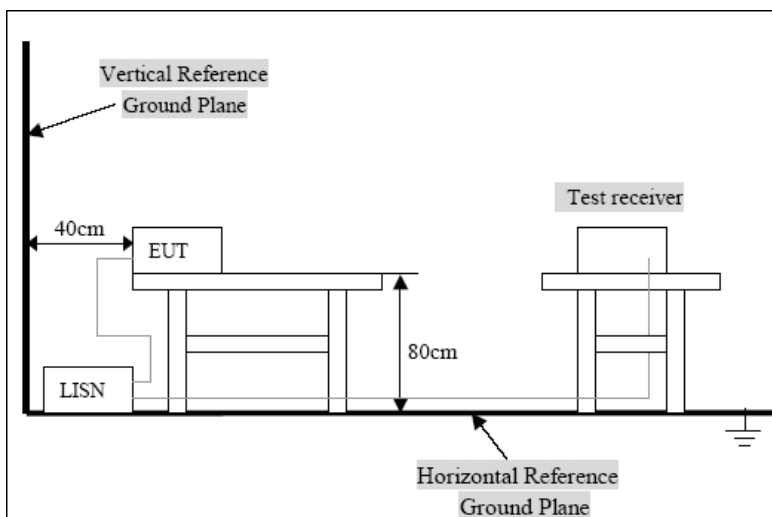 Vertical Reference
Ground Plane
Test receiver
40cm
EUT
80cm
LISN
Horizontal Reference
Ground Plane